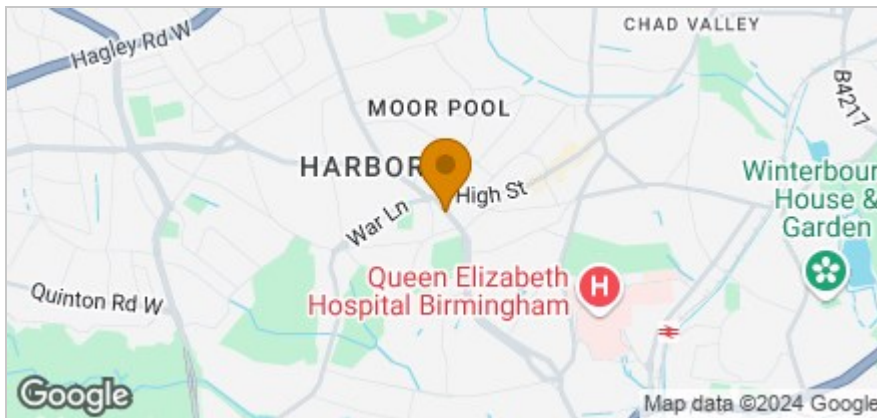 CHAD VALLEY
Hagley Rd W
B4217
MOOR POOL
HARBOR
High St
War Ln
Winterbour
House &
Garden
Queen Elizabeth
Hospital Birmingham
H
Quinton Rd W
Google
Map data ©2024 Google